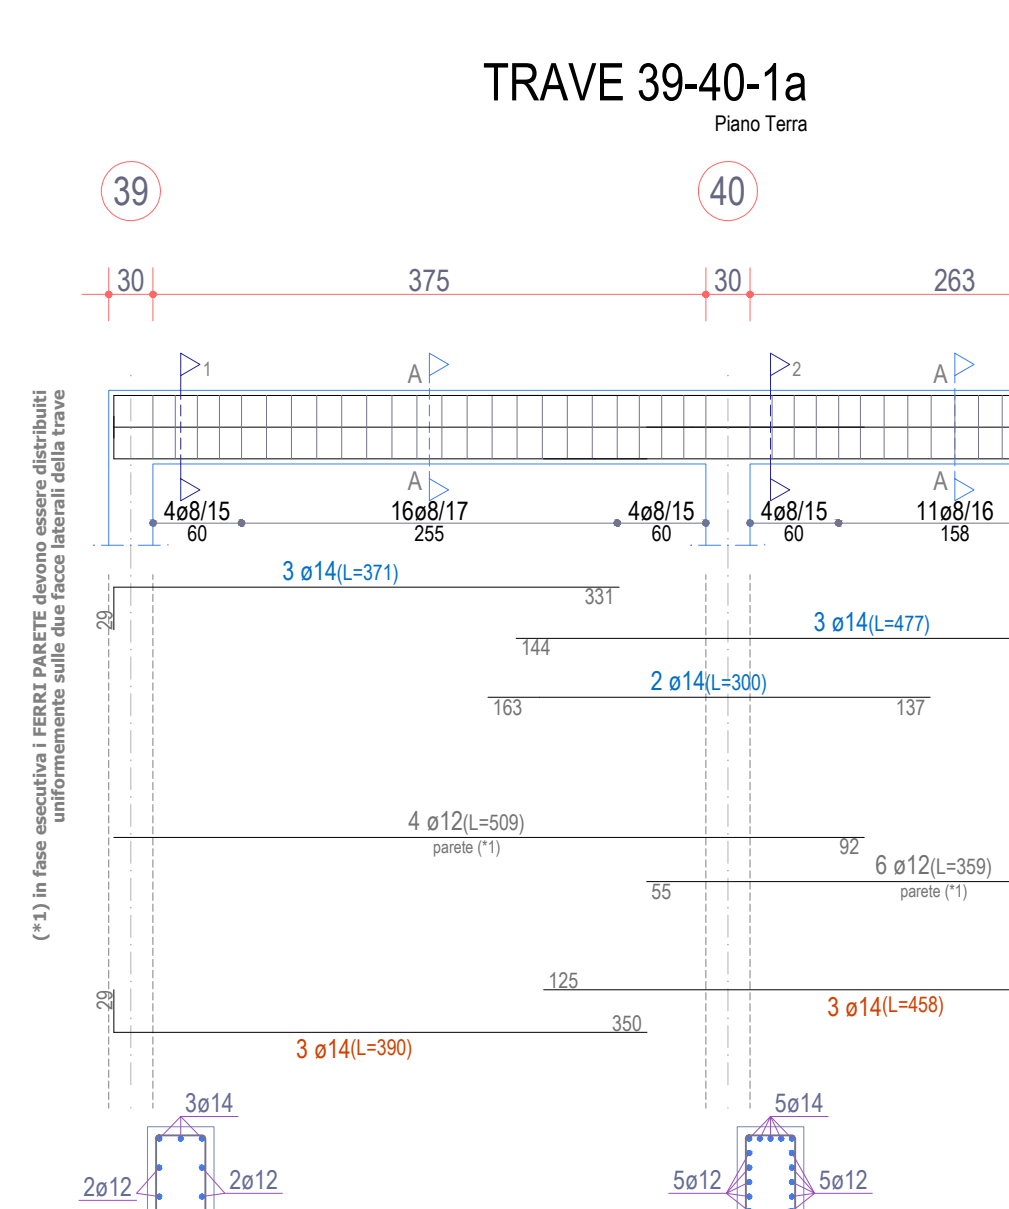 TRAVE 39-40-1a
Piano Terra
39
40
30
375
30
263
1
A
2
A
(*1) in fase esecutiva i FERRI PARETE devono essere distribuiti
uniformemente sulle due facce laterali della trave
A
A
4ø8/15
16ø8/17
4ø8/15
4ø8/15
11ø8/16
60
255
60
60
158
3 ø14(L=371)
331
29
3 ø14(L=477)
144
2 ø14(L=300)
163
137
4 ø12(L=509)
parete (*1)
92
6 ø12(L=359)
55
parete (*1)
125
29
3 ø14(L=458)
350
3 ø14(L=390)
3ø14
5ø14
2ø12
2ø12
5ø12
5ø12